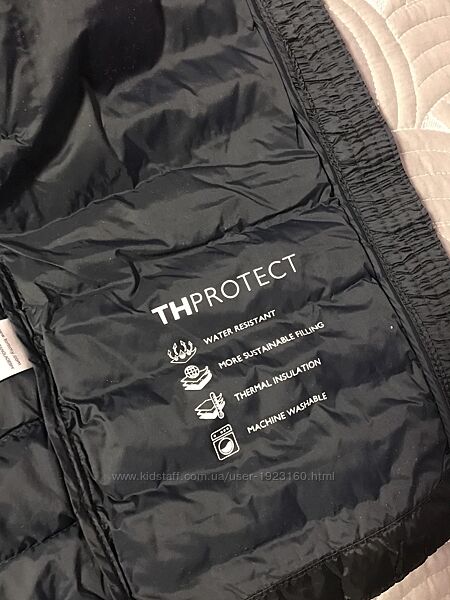 THPROTECT
WATER RESISTANT
MORE SUSTAINABLE FILLING
THERMAL INSULATION
MACHINE WASHABLE
www.kidstaff.com.ua/user-1923160.html